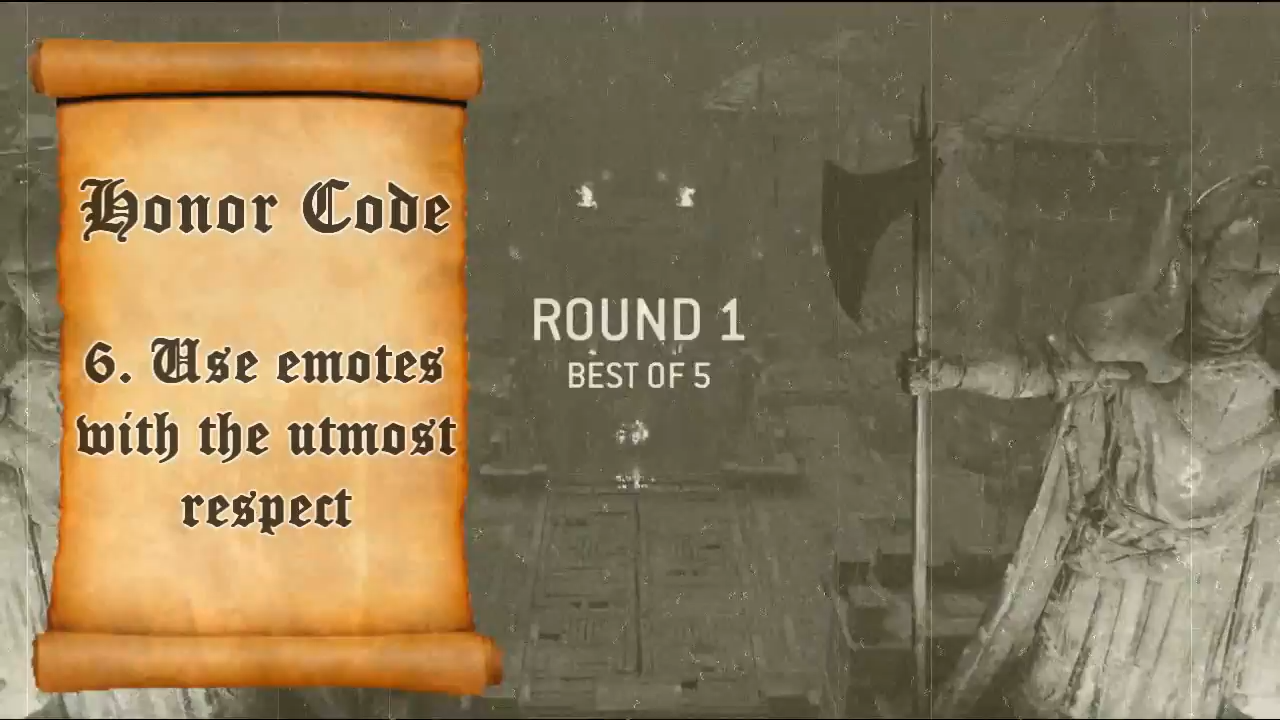 Honor Code
6. Use emotes
with the utmost
respect
ROUND 1
BEST OF 5